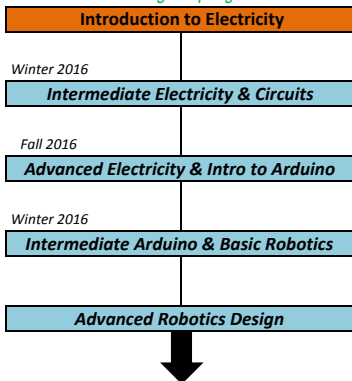 Introduction to Electricity
Winter 2016
Intermediate Electricity & Circuits
Fall 2016
Advanced Electricity & Intro to Arduino
Winter 2016
Intermediate Arduino & Basic Robotics
Advanced Robotics Design